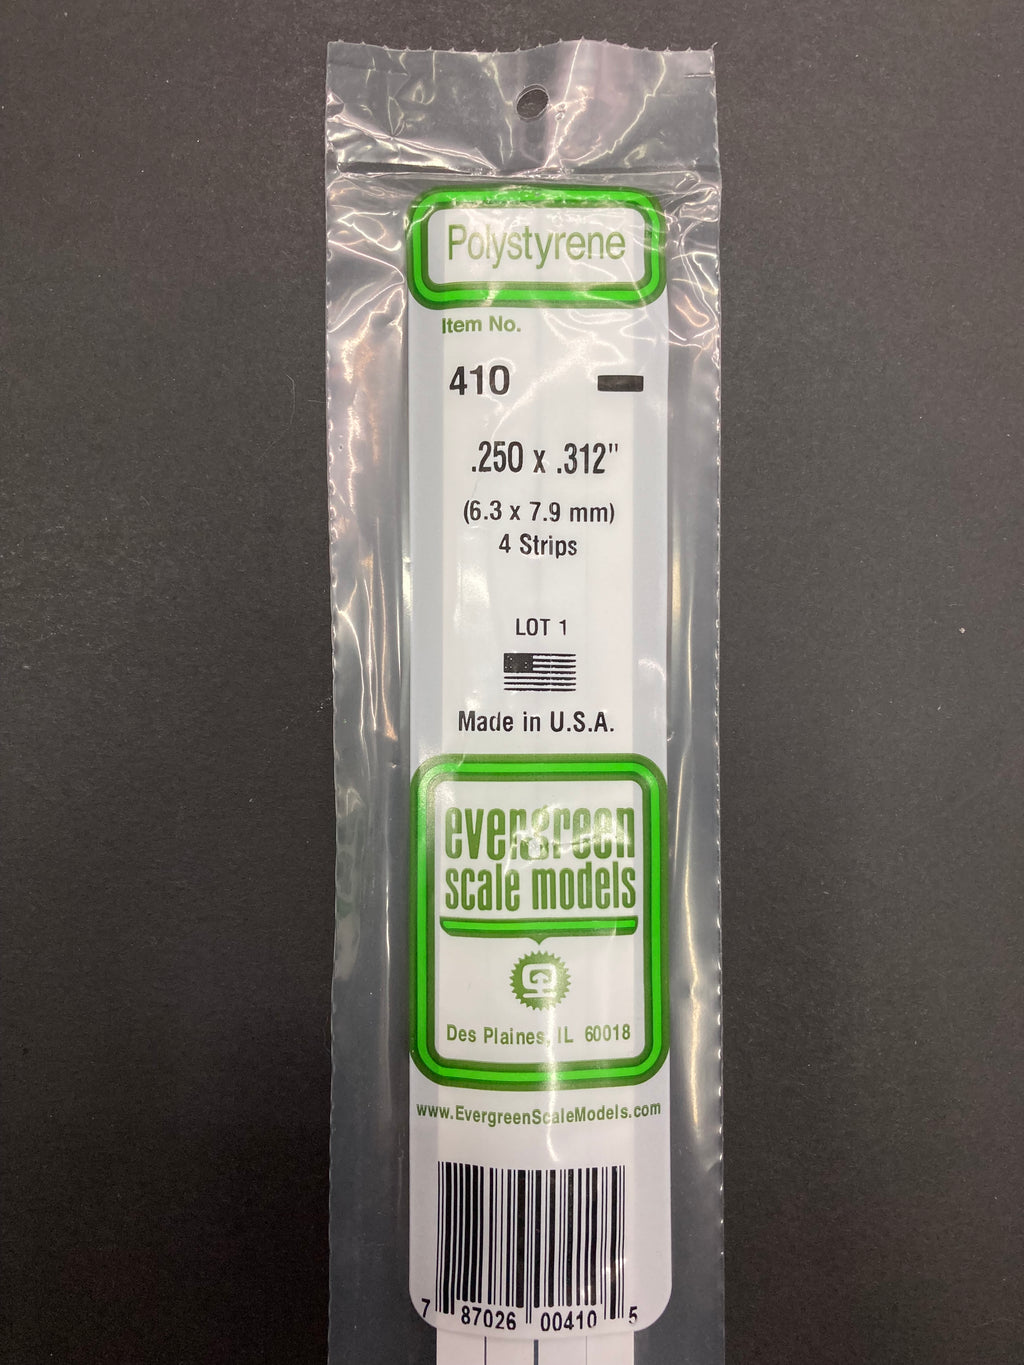 Polystyrene
Item No.
410
.250 x .312"
(6.3 x 7.9 mm)
4 Strips
LOT 1
Made in U.S.A.
evergreen
scale models
Des Plaines, IL 60018
www.EvergreenScaleModels.com
7 87026 00410 5